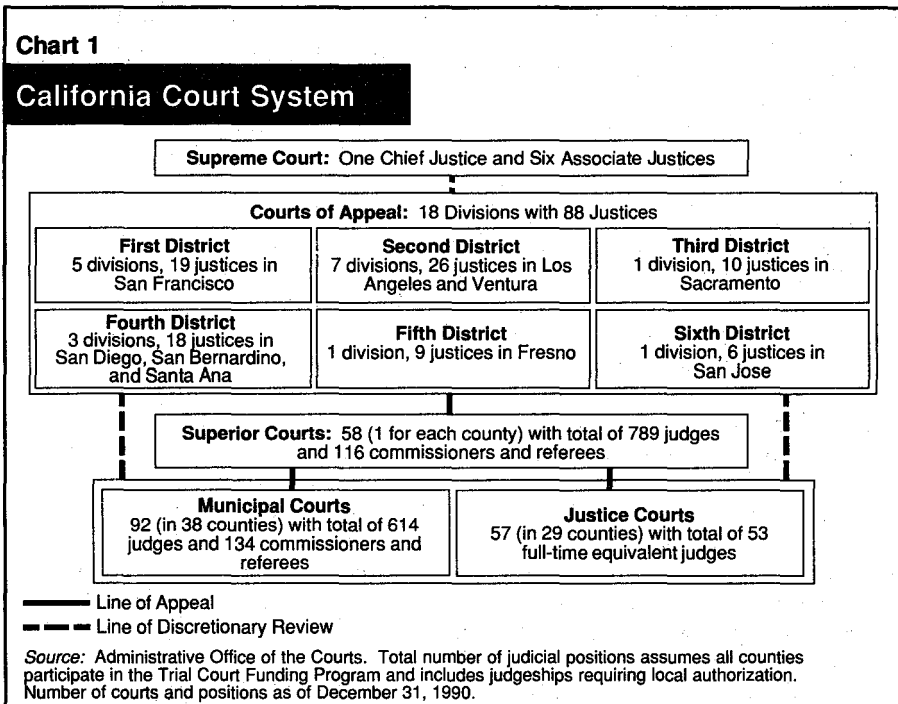 Chart 1
California Court System
Supreme Court: One Chief Justice and Six Associate Justices
Courts of Appeal: 18 Divisions with 88 Justices
First District
5 divisions, 19 justices in
San Francisco
Second District
7 divisions, 26 justices in Los
Angeles and Ventura
Third District
1 division, 10 justices in
Sacramento
Fourth District
3 divisions, 18 justices in
San Diego, San Bernardino,
and Santa Ana
Fifth District
1 division, 9 justices in Fresno
Sixth District
1 division, 6 justices in
San Jose
Superior Courts: 58 (1 for each county) with total of 789 judges
and 116 commissioners and referees
Municipal Courts
92 (in 38 counties) with total of 614
judges and 134 commissioners and
referees
Justice Courts
57 (in 29 counties) with total of 53
full-time equivalent judges
Line of Appeal
Line of Discretionary Review
Source: Administrative Office of the Courts. Total number of judicial positions assumes all counties
participate in the Trial Court Funding Program and includes judgeships requiring local authorization.
Number of courts and positions as of December 31, 1990.